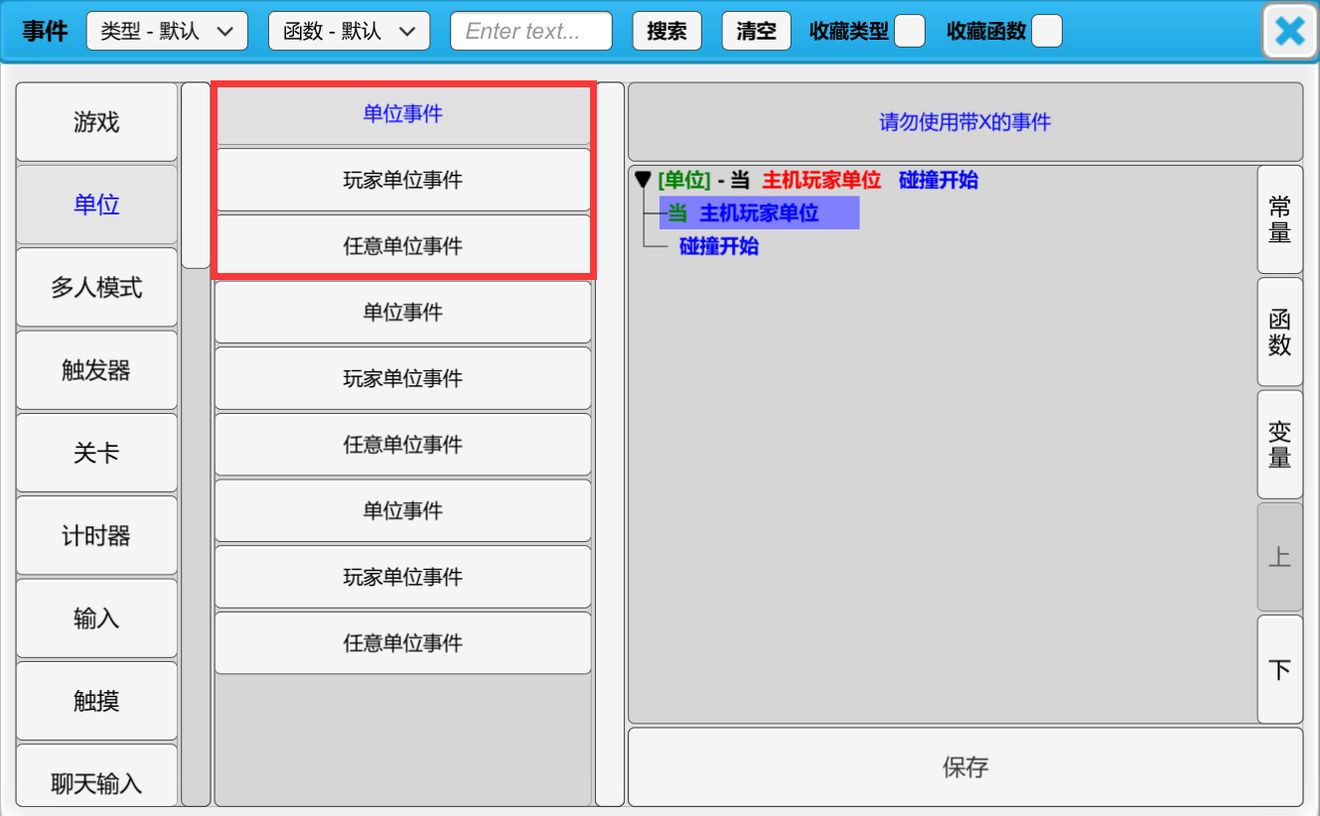 事件 类型 - 默认 函数 - 默认 Enter text... 搜索 清空 收藏类型 收藏函数
游戏
单位
多人模式
触发器
关卡
计时器
输入
触摸
聊天输入
单位事件
玩家单位事件
任意单位事件
单位事件
玩家单位事件
任意单位事件
单位事件
玩家单位事件
任意单位事件
请勿使用带X的事件
[单位] - 当 主机玩家单位 碰撞开始
当 主机玩家单位
碰撞开始
常量
函数
变量
上
下
保存